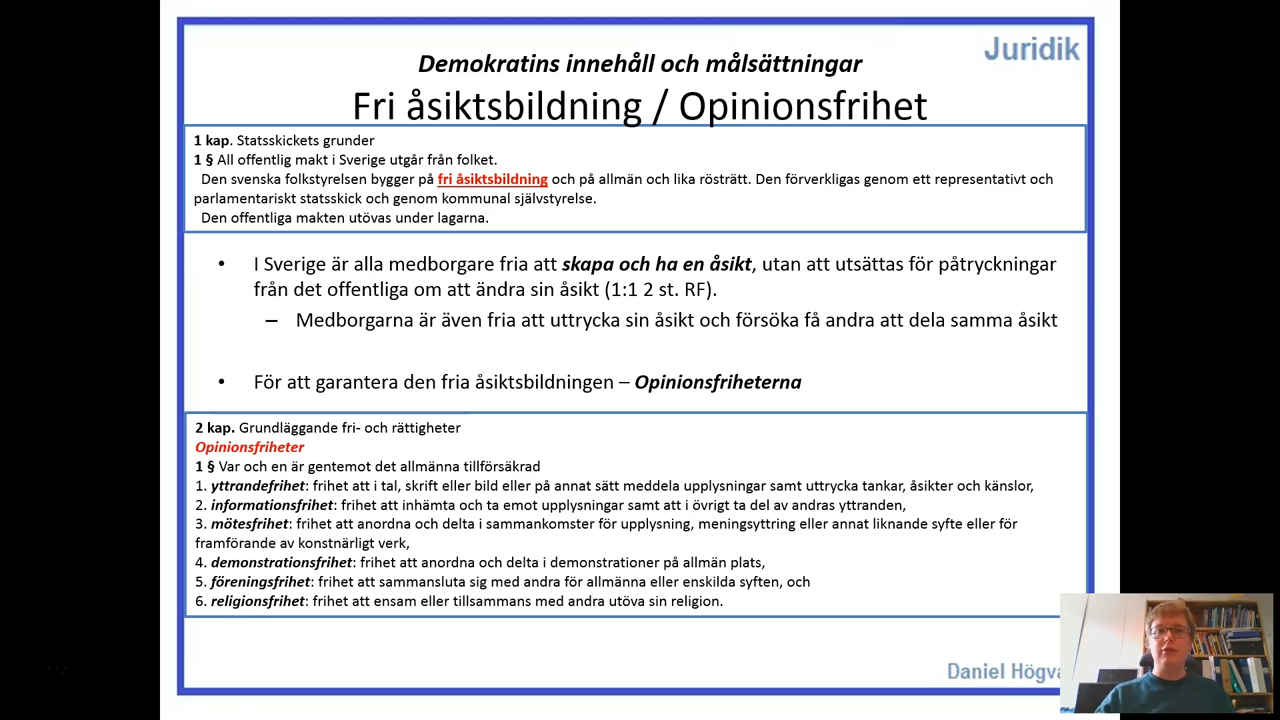 Juridik
Demokratins innehåll och målsättningar
Fri åsiktsbildning / Opinionsfrihet
1 kap. Statsskickets grunder
1 § All offentlig makt i Sverige utgår från folket.
Den svenska folkstyrelsen bygger på fri åsiktsbildning och på allmän och lika rösträtt. Den förverkligas genom ett representativt och
parlamentariskt statsskick och genom kommunal självstyrelse.
Den offentliga makten utövas under lagarna.
• I Sverige är alla medborgare fria att skapa och ha en åsikt, utan att utsättas för påtryckningar
från det offentliga om att ändra sin åsikt (1:1 2 st. RF).
– Medborgarna är även fria att uttrycka sin åsikt och försöka få andra att dela samma åsikt
• För att garantera den fria åsiktsbildningen – Opinionsfriheterna
2 kap. Grundläggande fri- och rättigheter
Opinionsfriheter
1 § Var och en är gentemot det allmänna tillförsäkrad
1. yttrandefrihet: frihet att i tal, skrift eller bild eller på annat sätt meddela upplysningar samt uttrycka tankar, åsikter och känslor,
2. informationsfrihet: frihet att inhämta och ta emot upplysningar samt att i övrigt ta del av andras yttranden,
3. mötesfrihet: frihet att anordna och delta i sammankomster för upplysning, meningsyttring eller annat liknande syfte eller för
framförande av konstnärligt verk,
4. demonstrationsfrihet: frihet att anordna och delta i demonstrationer på allmän plats,
5. föreningsfrihet: frihet att sammansluta sig med andra för allmänna eller enskilda syften, och
6. religionsfrihet: frihet att ensam eller tillsammans med andra utöva sin religion.
Daniel